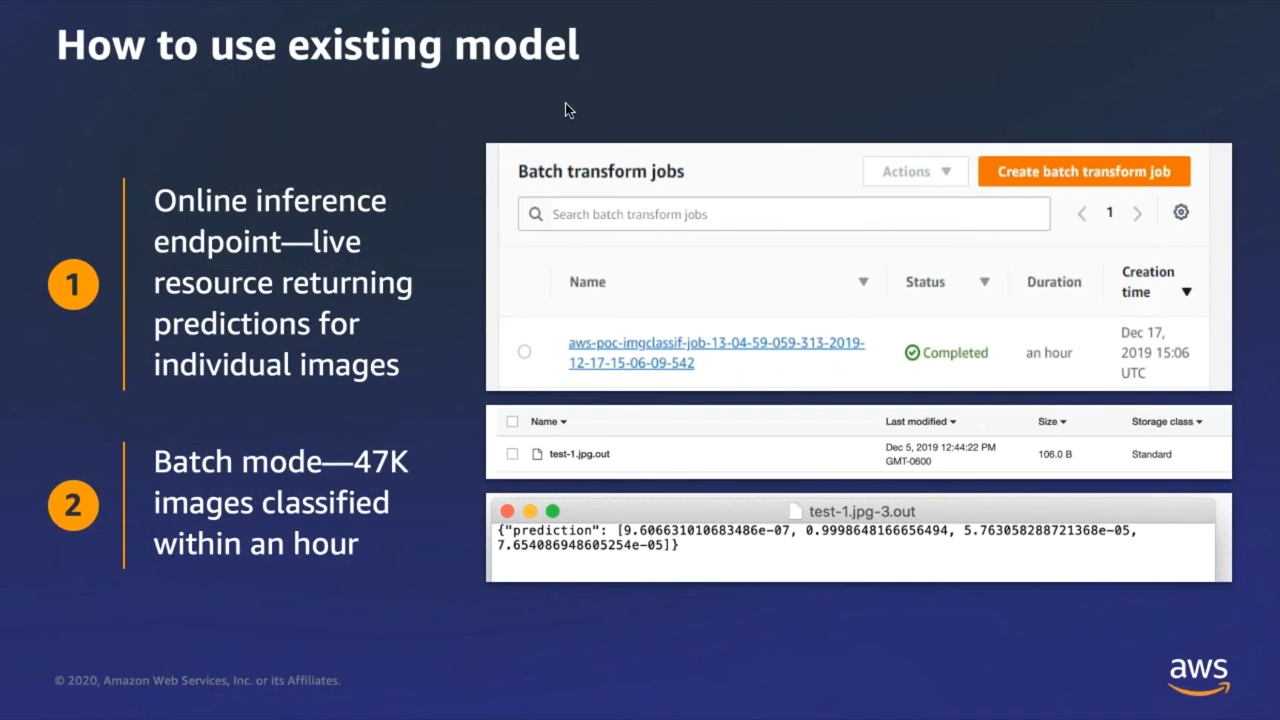 How to use existing model
1
Online inference
endpoint—live
resource returning
predictions for
individual images
2
Batch mode—47K
images classified
within an hour
Batch transform jobs
Actions
Create batch transform job
Search batch transform jobs
1
Name
Status
Duration
Creation
time
aws-poc-imgclassif-job-13-04-59-059-313-2019-
12-17-15-06-09-542
Completed
an hour
Dec 17,
2019 15:06
UTC
Name
Last modified
Size
Storage class
test-1.jpg.out
Dec 5, 2019 12:44:22 PM
GMT-0600
106.0 B
Standard
test-1.jpg-3.out
{"prediction": [9.606631010683486e-07, 0.9998648166656494, 5.763058288721368e-05,
7.654086948605254e-05]}
© 2020, Amazon Web Services, Inc. or its Affiliates.
aws